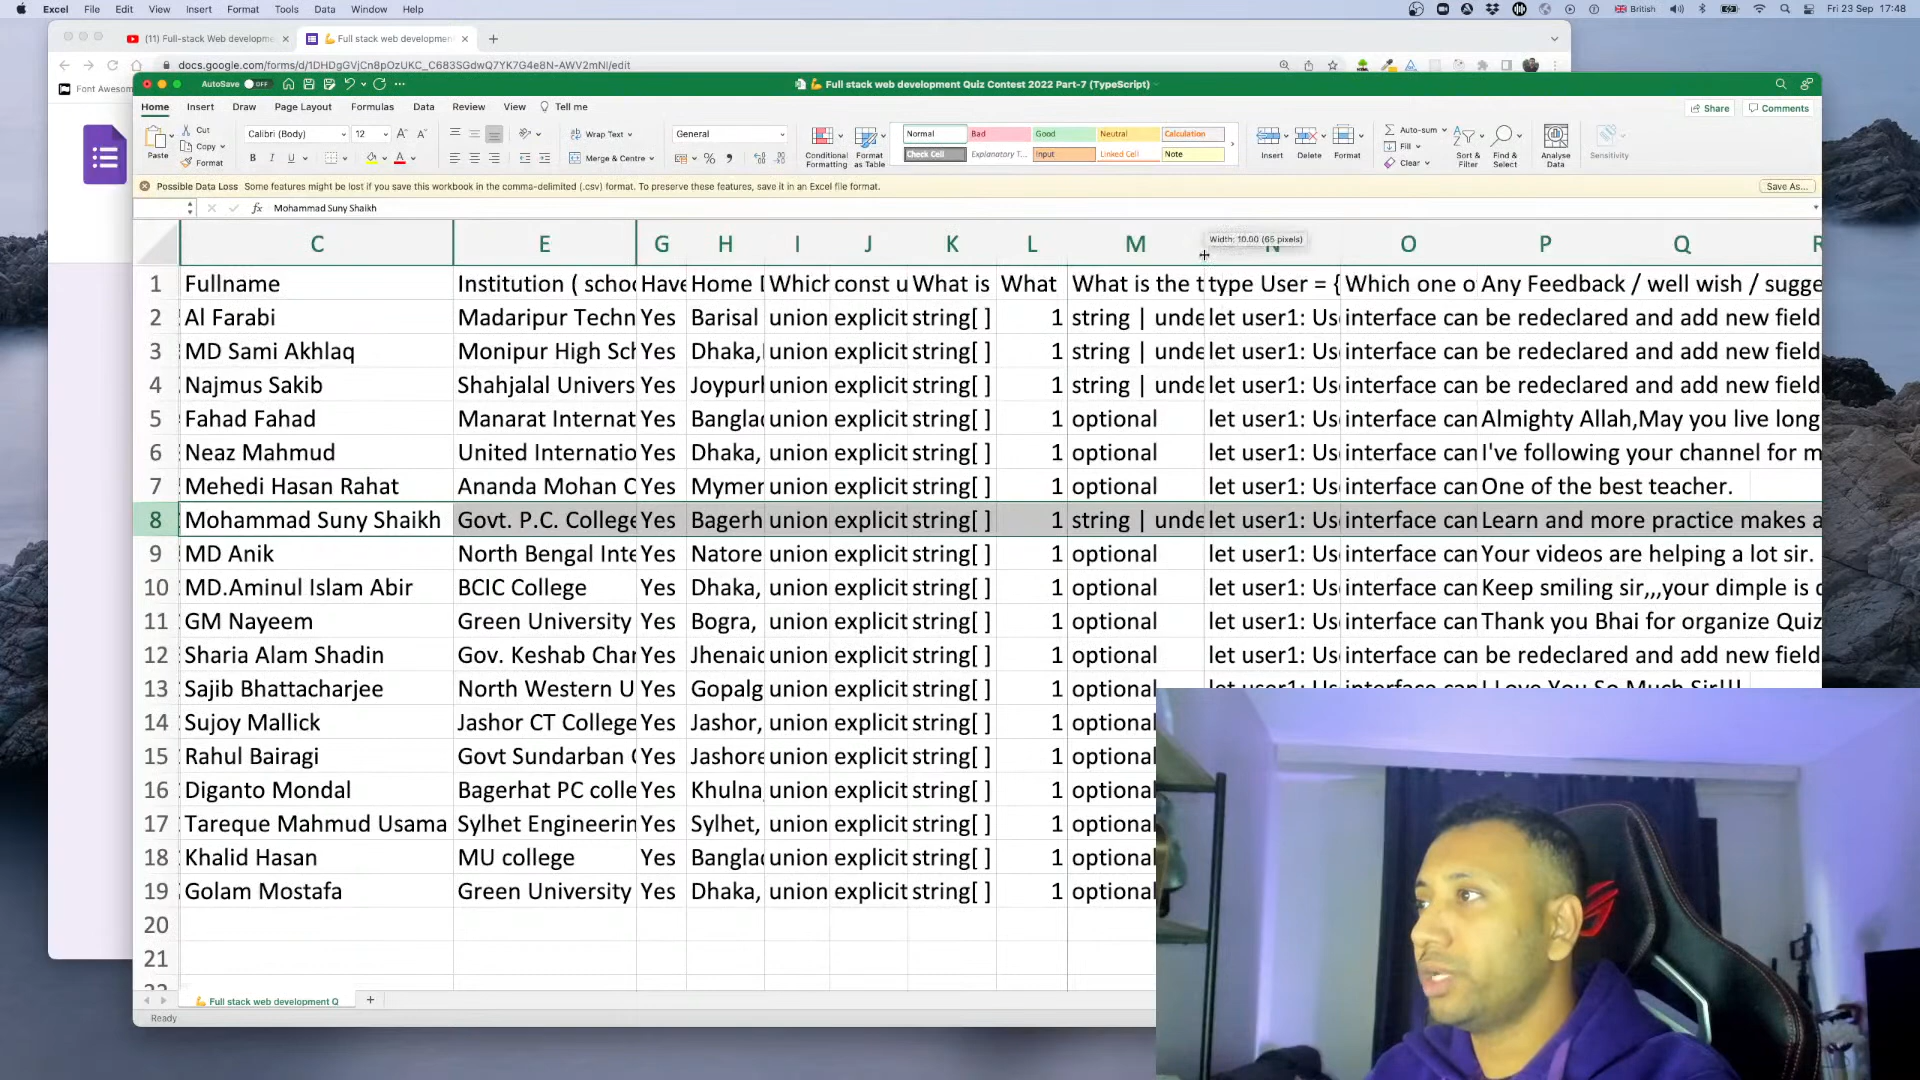 Excel File Edit View Insert Format Tools Data Window Help
British Fri 23 Sep 17:48
(11) Full-stack Web developme
💪 Full stack web development
docs.google.com/forms/d/1DHDgGVjCn8pOzUKC_C683SGdwQ7YK7G4e8N-AWV2mNI/edit
Font Awesom
AutoSave OFF
💪 Full stack web development Quiz Contest 2022 Part-7 (TypeScript)
Home Insert Draw Page Layout Formulas Data Review View Tell me
Share Comments
Paste Cut Copy Format
Calibri (Body) 12
B I U
Wrap Text
Merge & Centre
General
Conditional Formatting
Format as Table
Normal Bad Good Neutral Calculation
Check Cell Explanatory T... Input Linked Cell Note
Insert Delete Format
Auto-sum
Fill
Clear
Sort & Filter
Find & Select
Analyse Data
Sensitivity
Possible Data Loss Some features might be lost if you save this workbook in the comma-delimited (.csv) format. To preserve these features, save it in an Excel file format.
Save As...
fx Mohammad Suny Shaikh
Width: 10.00 (65 pixels)
C E G H I J K L M N O P Q R
1 Fullname Institution ( schoo Have Home D Which const u What is What What is the t type User = { Which one o Any Feedback / well wish / sugge
2 Al Farabi Madaripur Techn Yes Barisal union explicit string[ ] 1 string | unde let user1: Us interface can be redeclared and add new field
3 MD Sami Akhlaq Monipur High Sch Yes Dhaka, union explicit string[ ] 1 string | unde let user1: Us interface can be redeclared and add new field
4 Najmus Sakib Shahjalal Univers Yes Joypurh union explicit string[ ] 1 string | unde let user1: Us interface can be redeclared and add new field
5 Fahad Fahad Manarat Internat Yes Bangla union explicit string[ ] 1 optional let user1: Us interface can Almighty Allah,May you live long
6 Neaz Mahmud United Internatio Yes Dhaka, union explicit string[ ] 1 optional let user1: Us interface can I've following your channel for m
7 Mehedi Hasan Rahat Ananda Mohan C Yes Mymer union explicit string[ ] 1 optional let user1: Us interface can One of the best teacher.
8 Mohammad Suny Shaikh Govt. P.C. College Yes Bagerh union explicit string[ ] 1 string | unde let user1: Us interface can Learn and more practice makes a
9 MD Anik North Bengal Inte Yes Natore union explicit string[ ] 1 optional let user1: Us interface can Your videos are helping a lot sir.
10 MD.Aminul Islam Abir BCIC College Yes Dhaka, union explicit string[ ] 1 optional let user1: Us interface can Keep smiling sir,,,your dimple is c
11 GM Nayeem Green University Yes Bogra, union explicit string[ ] 1 optional let user1: Us interface can Thank you Bhai for organize Quiz
12 Sharia Alam Shadin Gov. Keshab Char Yes Jhenaid union explicit string[ ] 1 optional let user1: Us interface can be redeclared and add new field
13 Sajib Bhattacharjee North Western U Yes Gopalg union explicit string[ ] 1 optional let user1: Us interface can I Love You So Much Sir!!!
14 Sujoy Mallick Jashor CT College Yes Jashor, union explicit string[ ] 1 optional
15 Rahul Bairagi Govt Sundarban Yes Jashore union explicit string[ ] 1 optional
16 Diganto Mondal Bagerhat PC colle Yes Khulna, union explicit string[ ] 1 optional
17 Tareque Mahmud Usama Sylhet Engineerin Yes Sylhet, union explicit string[ ] 1 optional
18 Khalid Hasan MU college Yes Bangla union explicit string[ ] 1 optional
19 Golam Mostafa Green University Yes Dhaka, union explicit string[ ] 1 optional
20
21
💪 Full stack web development Q
Ready